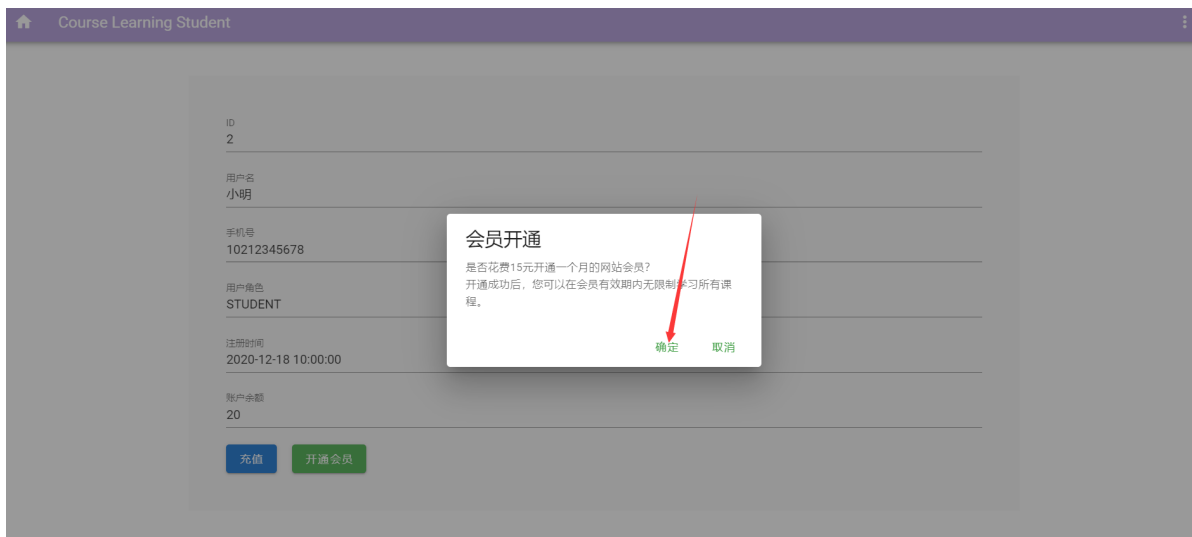 Course Learning Student
ID
2
用户名
小明
手机号
10212345678
用户角色
STUDENT
注册时间
2020-12-18 10:00:00
账户余额
20
充值 开通会员
会员开通
是否花费15元开通一个月的网站会员?
开通成功后，您可以在会员有效期内无限制学习所有课
程。
确定 取消